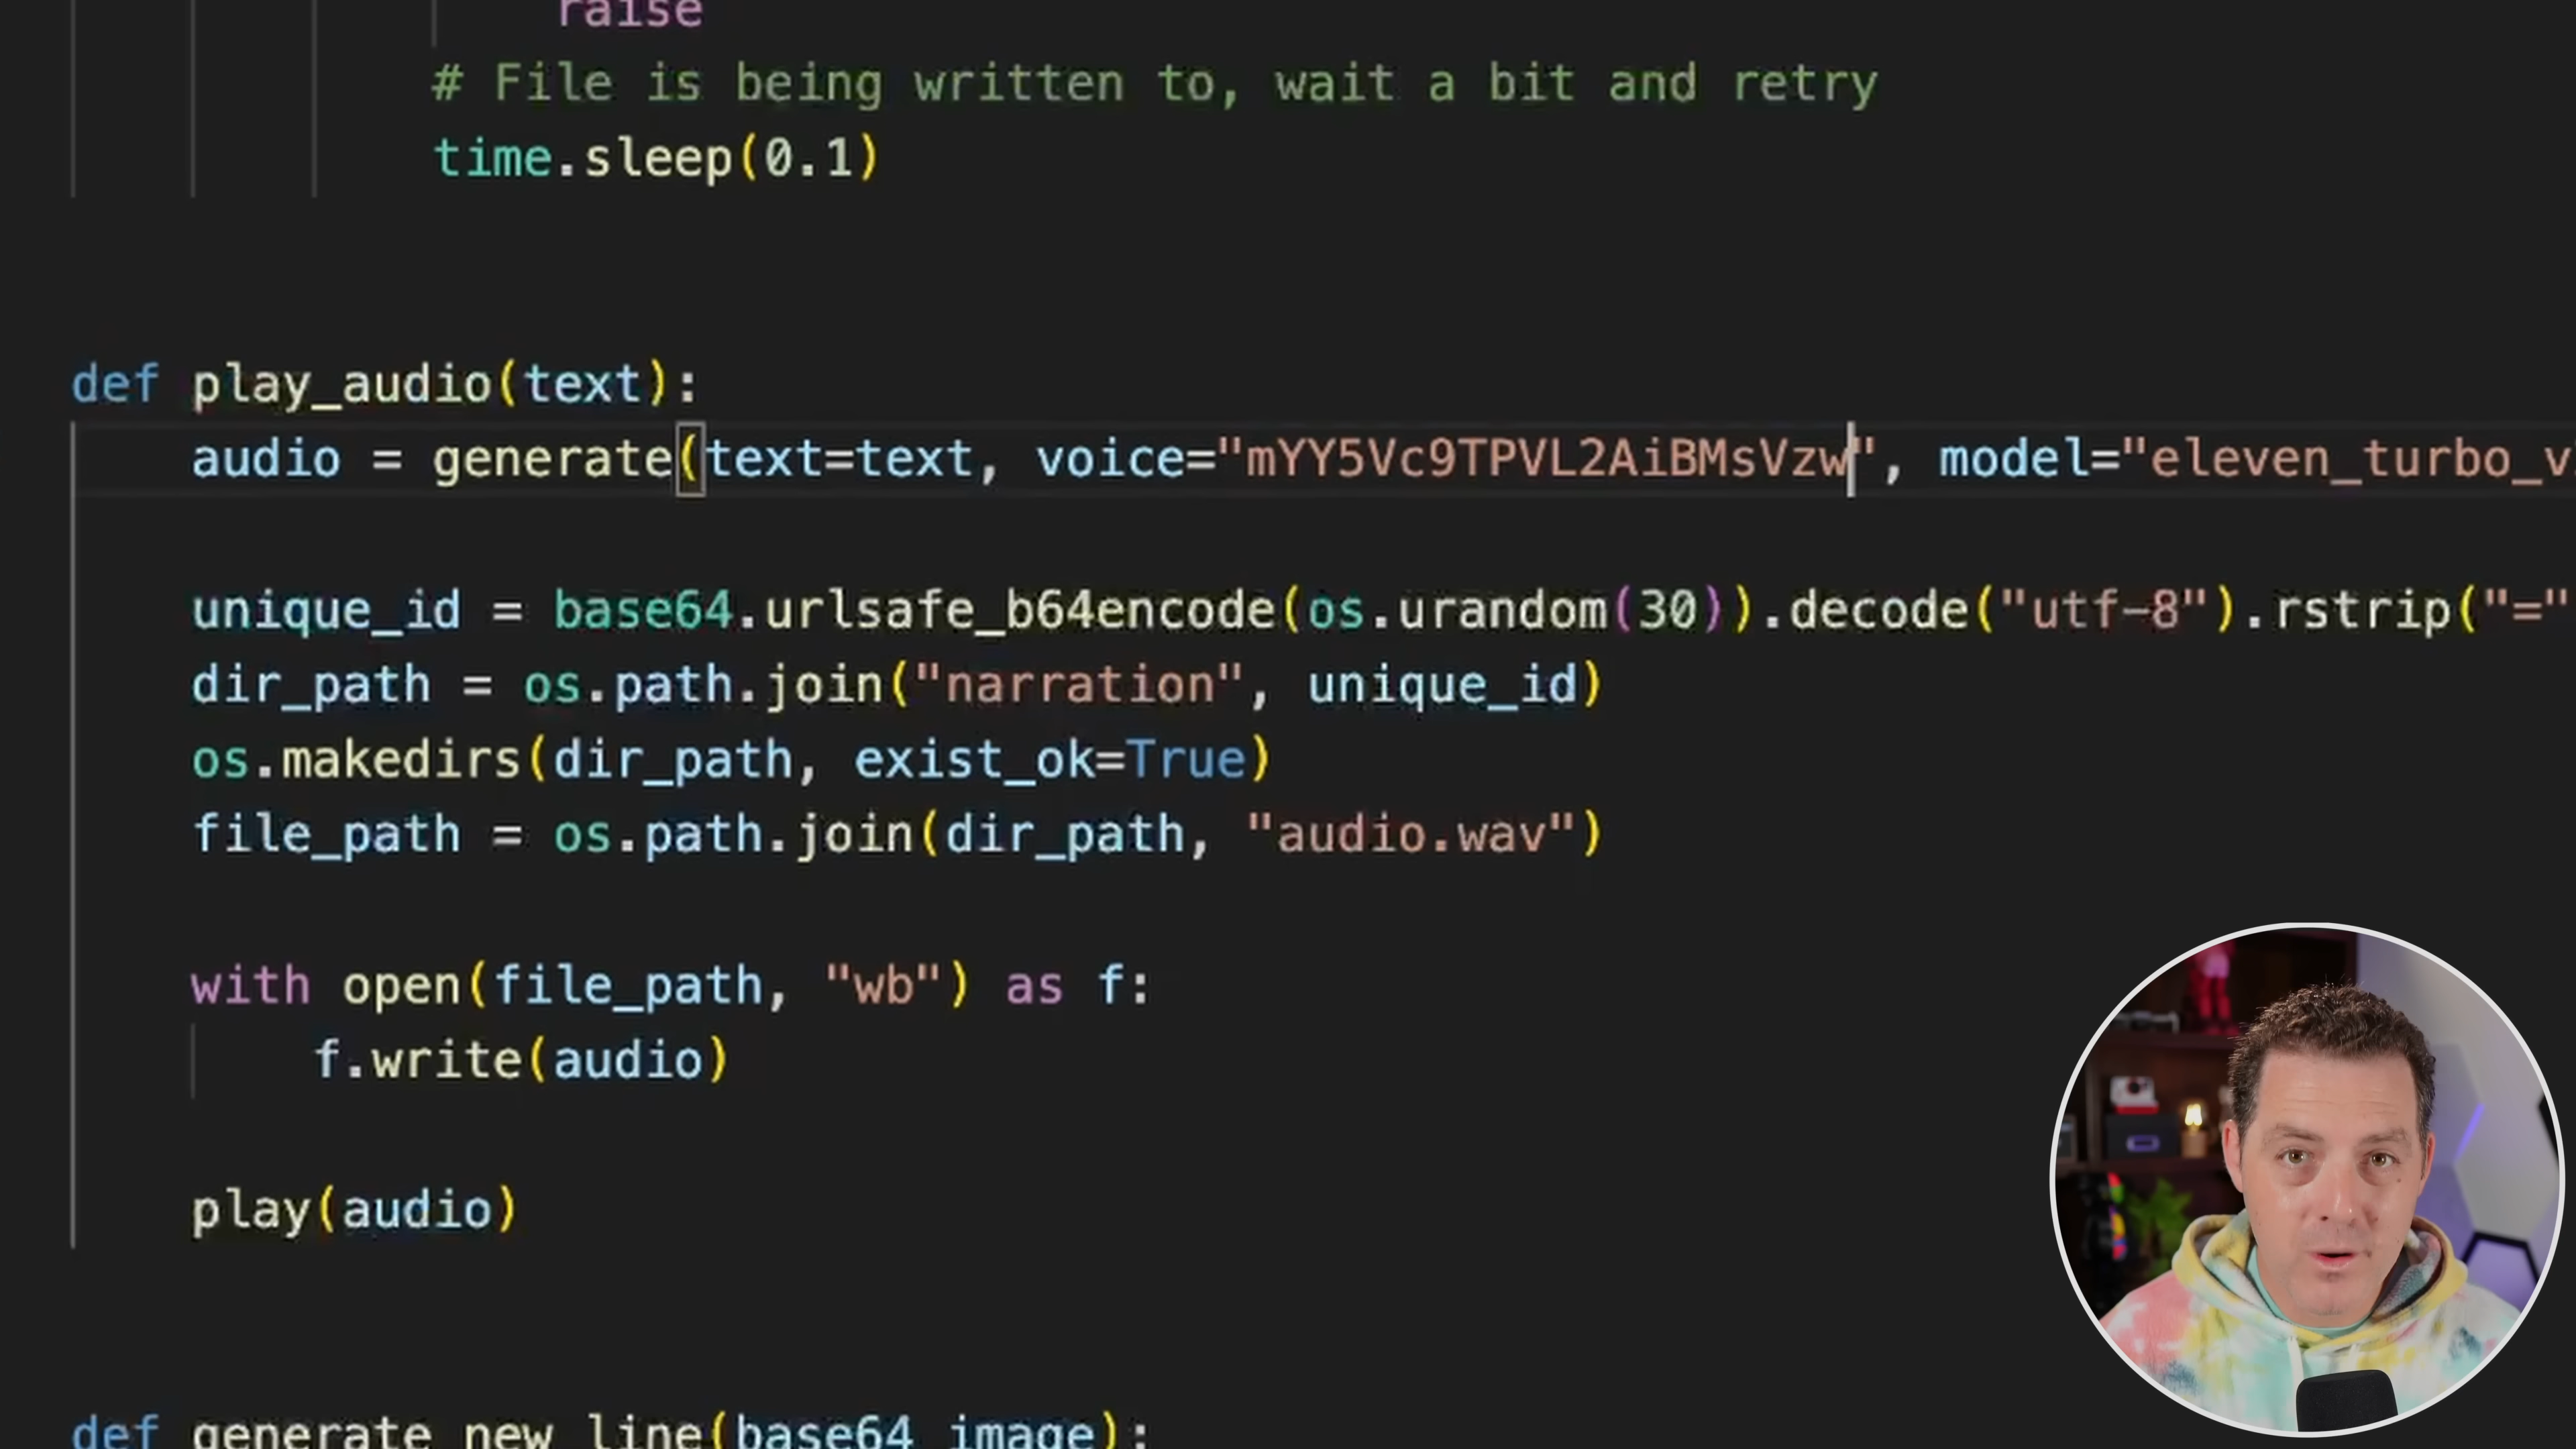 raise
# File is being written to, wait a bit and retry
time.sleep(0.1)
def play_audio(text):
audio = generate(text=text, voice="mYY5Vc9TPVL2AiBMsVzw", model="eleven_turbo_v
unique_id = base64.urlsafe_b64encode(os.urandom(30)).decode("utf-8").rstrip("="
dir_path = os.path.join("narration", unique_id)
os.makedirs(dir_path, exist_ok=True)
file_path = os.path.join(dir_path, "audio.wav")
with open(file_path, "wb") as f:
f.write(audio)
play(audio)
def generate_new_line(base64_image):